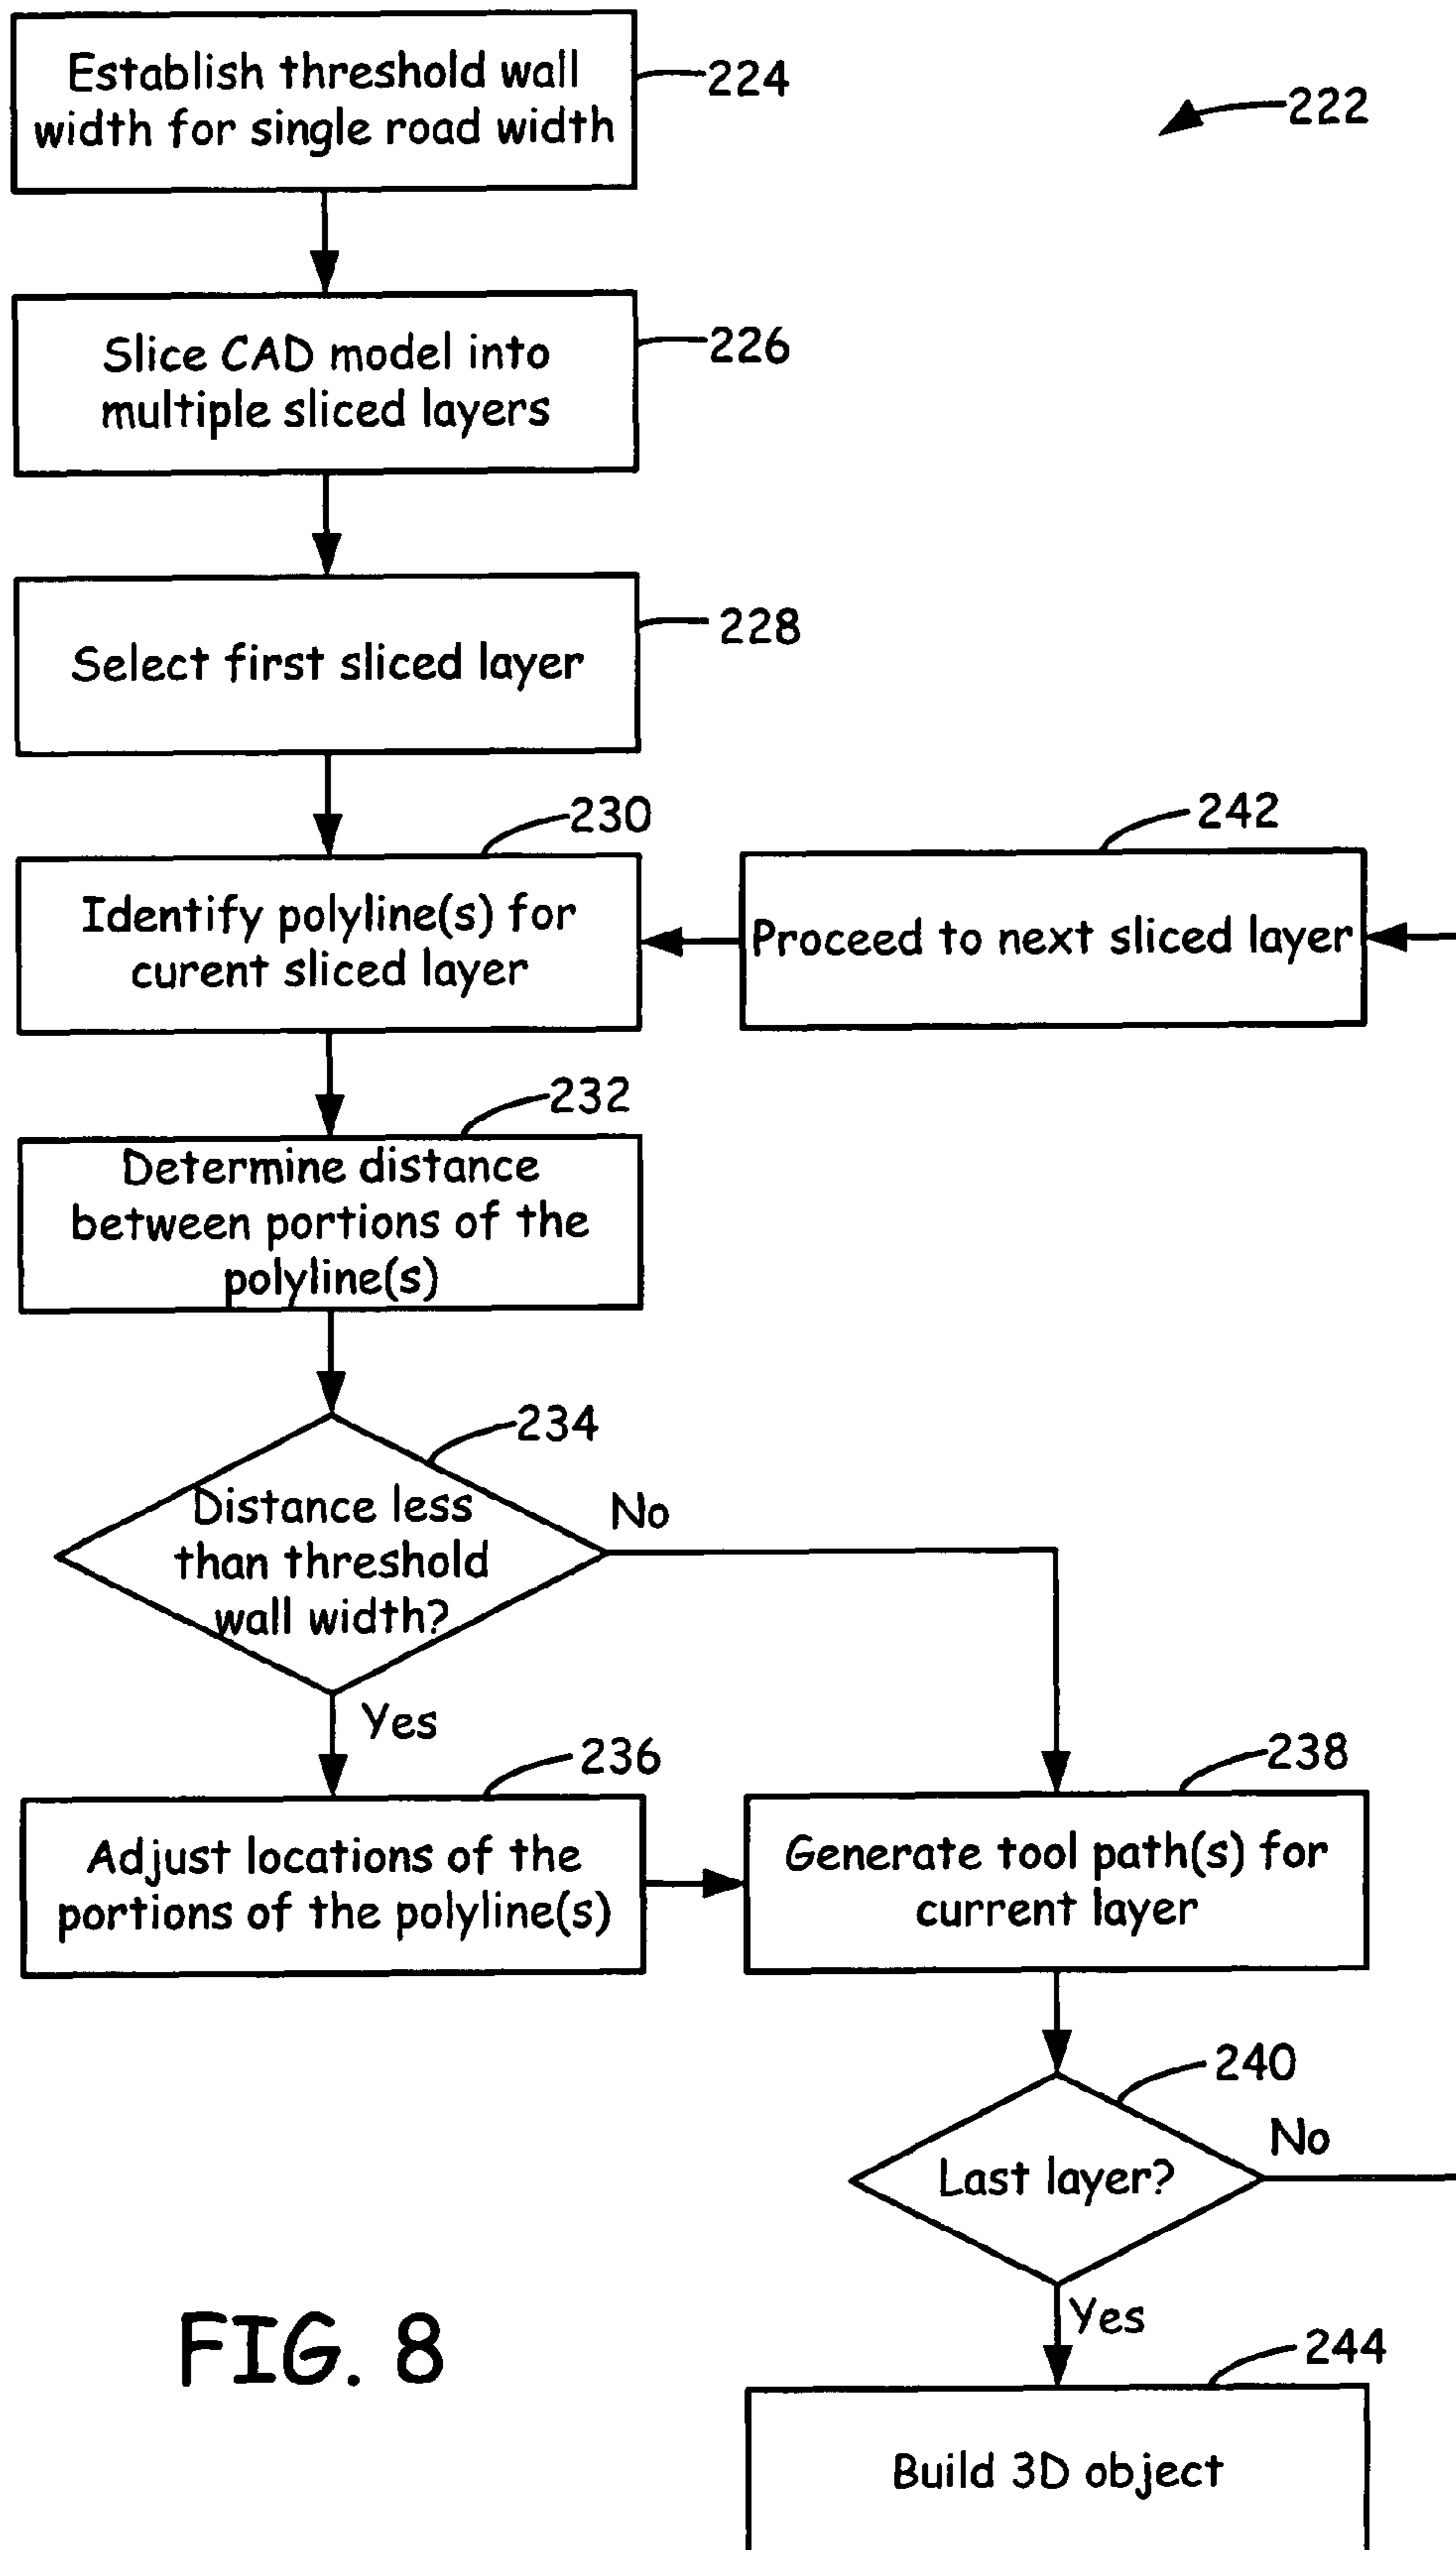 Establish threshold wall
width for single road width
224
222
Slice CAD model into
multiple sliced layers
226
Select first sliced layer
228
230
Identify polyline(s) for
curent sliced layer
242
Proceed to next sliced layer
232
Determine distance
between portions of the
polyline(s)
234
Distance less
than threshold
wall width?
No
Yes
236
Adjust locations of the
portions of the polyline(s)
238
Generate tool path(s) for
current layer
240
Last layer?
No
Yes
244
Build 3D object
FIG. 8